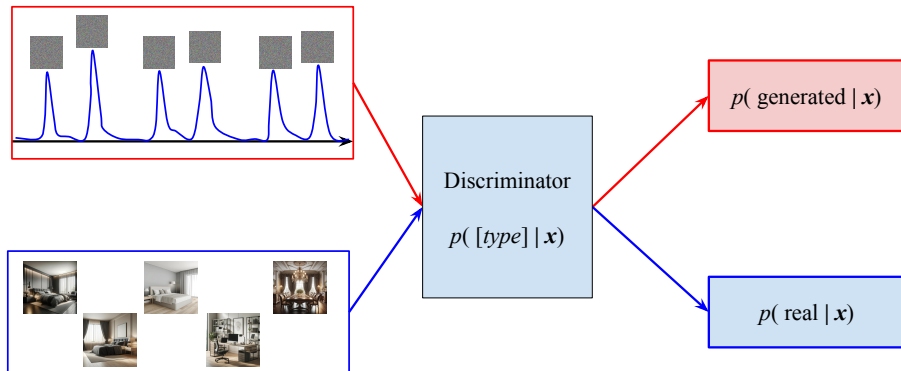 Discriminator
p( [type] | x)
p( generated | x)
p( real | x)